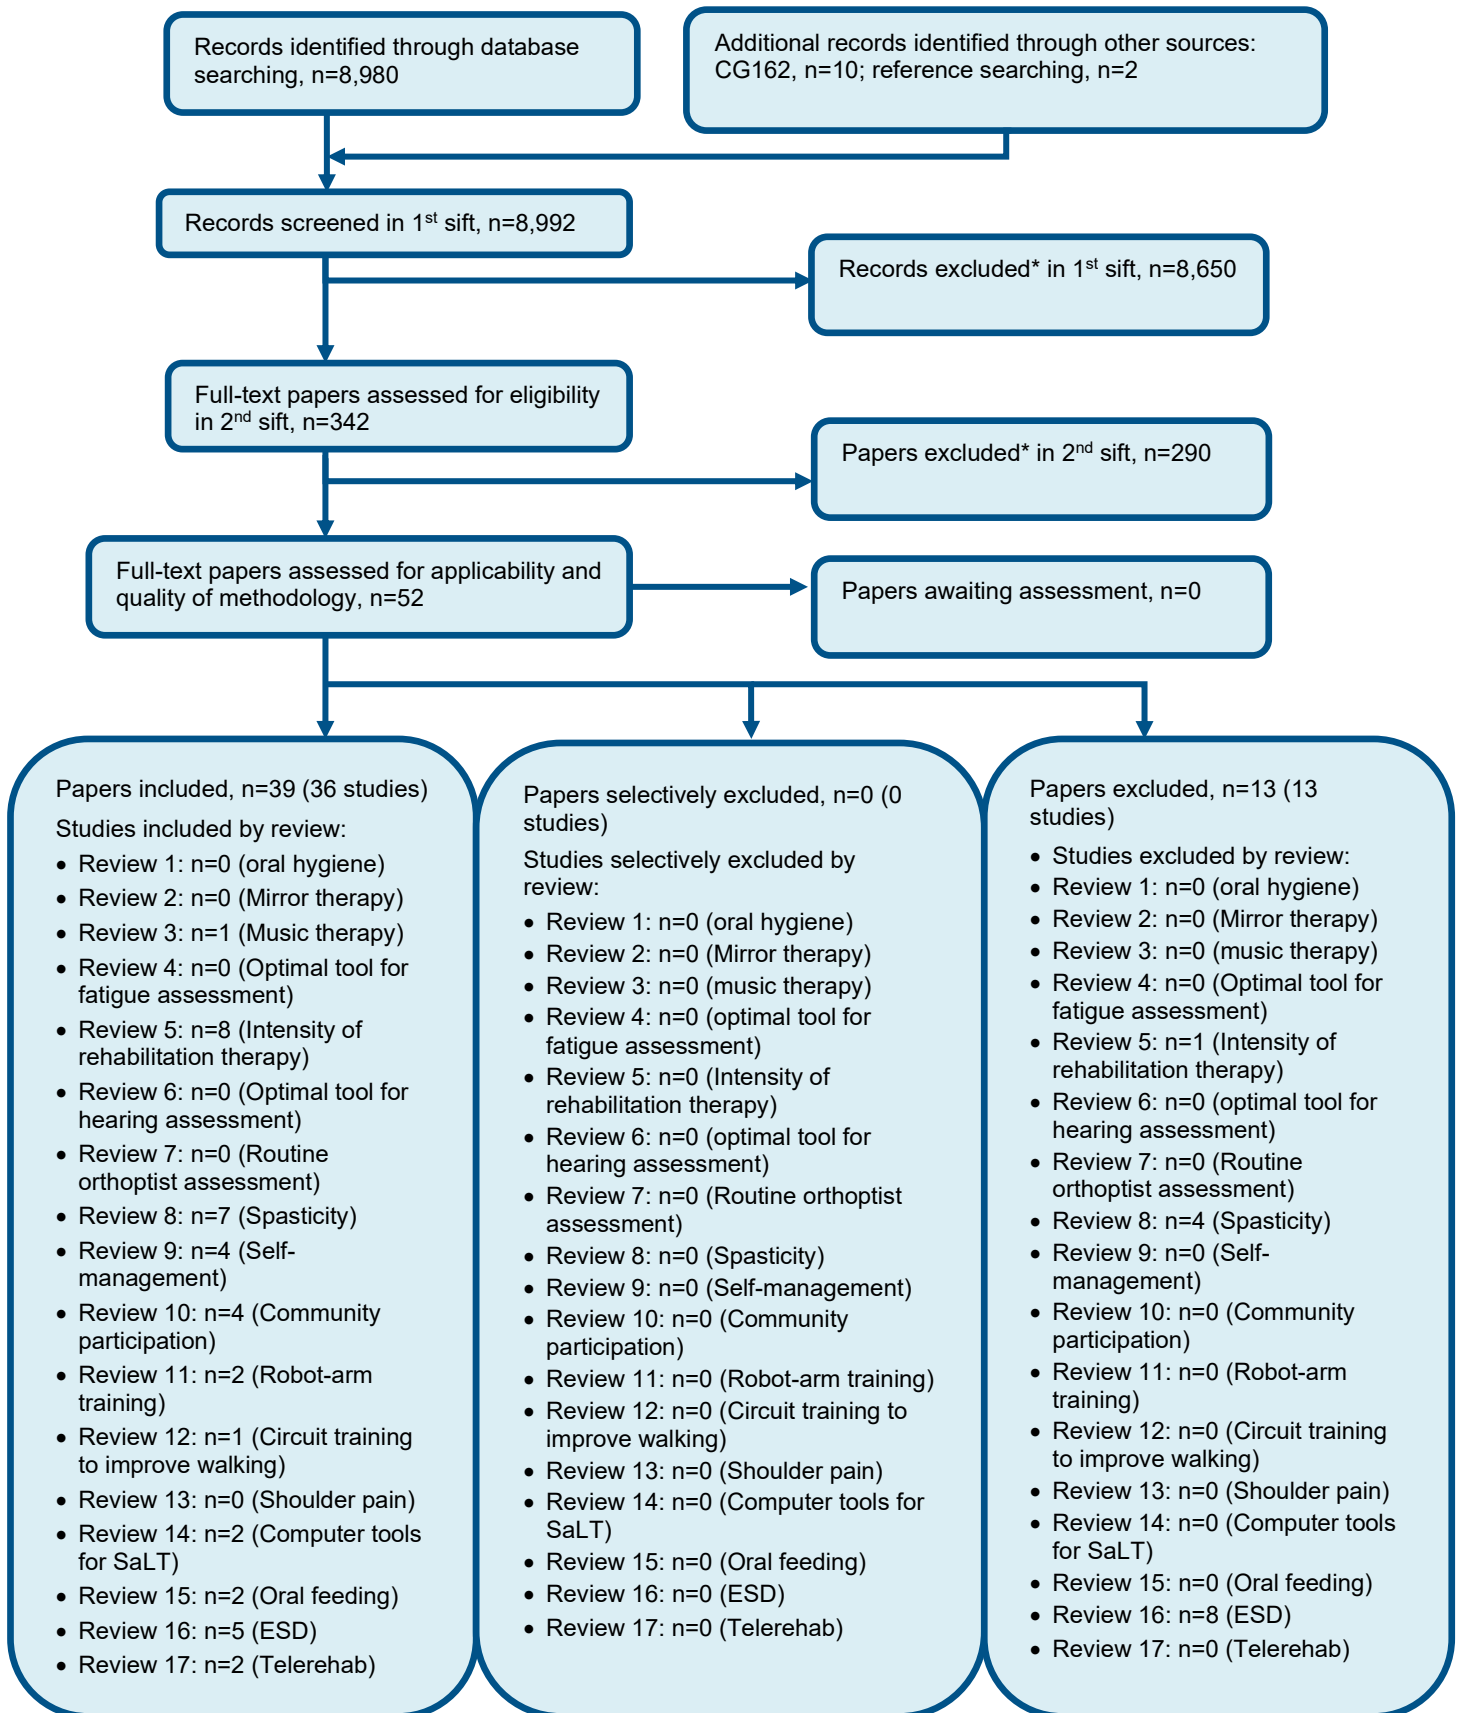 Records identified through database
searching, n=8,980
Additional records identified through other sources:
CG162, n=10; reference searching, n=2
Records screened in 1st sift, n=8,992
Records excluded* in 1st sift, n=8,650
Full-text papers assessed for eligibility
in 2nd sift, n=342
Papers excluded* in 2nd sift, n=290
Full-text papers assessed for applicability and
quality of methodology, n=52
Papers awaiting assessment, n=0
Papers included, n=39 (36 studies)
Studies included by review:
• Review 1: n=0 (oral hygiene)
• Review 2: n=0 (Mirror therapy)
• Review 3: n=1 (Music therapy)
• Review 4: n=0 (Optimal tool for
fatigue assessment)
• Review 5: n=8 (Intensity of
rehabilitation therapy)
• Review 6: n=0 (Optimal tool for
hearing assessment)
• Review 7: n=0 (Routine
orthoptist assessment)
• Review 8: n=7 (Spasticity)
• Review 9: n=4 (Self-
management)
• Review 10: n=4 (Community
participation)
• Review 11: n=2 (Robot-arm
training)
• Review 12: n=1 (Circuit training
to improve walking)
• Review 13: n=0 (Shoulder pain)
• Review 14: n=2 (Computer tools
for SaLT)
• Review 15: n=2 (Oral feeding)
• Review 16: n=5 (ESD)
• Review 17: n=2 (Telerehab)
Papers selectively excluded, n=0 (0
studies)
Studies selectively excluded by
review:
• Review 1: n=0 (oral hygiene)
• Review 2: n=0 (Mirror therapy)
• Review 3: n=0 (music therapy)
• Review 4: n=0 (optimal tool for
fatigue assessment)
• Review 5: n=0 (Intensity of
rehabilitation therapy)
• Review 6: n=0 (optimal tool for
hearing assessment)
• Review 7: n=0 (Routine orthoptist
assessment)
• Review 8: n=0 (Spasticity)
• Review 9: n=0 (Self-management)
• Review 10: n=0 (Community
participation)
• Review 11: n=0 (Robot-arm training)
• Review 12: n=0 (Circuit training to
improve walking)
• Review 13: n=0 (Shoulder pain)
• Review 14: n=0 (Computer tools for
SaLT)
• Review 15: n=0 (Oral feeding)
• Review 16: n=0 (ESD)
• Review 17: n=0 (Telerehab)
Papers excluded, n=13 (13
studies)
• Studies excluded by review:
• Review 1: n=0 (oral hygiene)
• Review 2: n=0 (Mirror therapy)
• Review 3: n=0 (music therapy)
• Review 4: n=0 (Optimal tool for
fatigue assessment)
• Review 5: n=1 (Intensity of
rehabilitation therapy)
• Review 6: n=0 (optimal tool for
hearing assessment)
• Review 7: n=0 (Routine
orthoptist assessment)
• Review 8: n=4 (Spasticity)
• Review 9: n=0 (Self-
management)
• Review 10: n=0 (Community
participation)
• Review 11: n=0 (Robot-arm
training)
• Review 12: n=0 (Circuit training
to improve walking)
• Review 13: n=0 (Shoulder pain)
• Review 14: n=0 (Computer tools
for SaLT)
• Review 15: n=0 (Oral feeding)
• Review 16: n=8 (ESD)
• Review 17: n=0 (Telerehab)